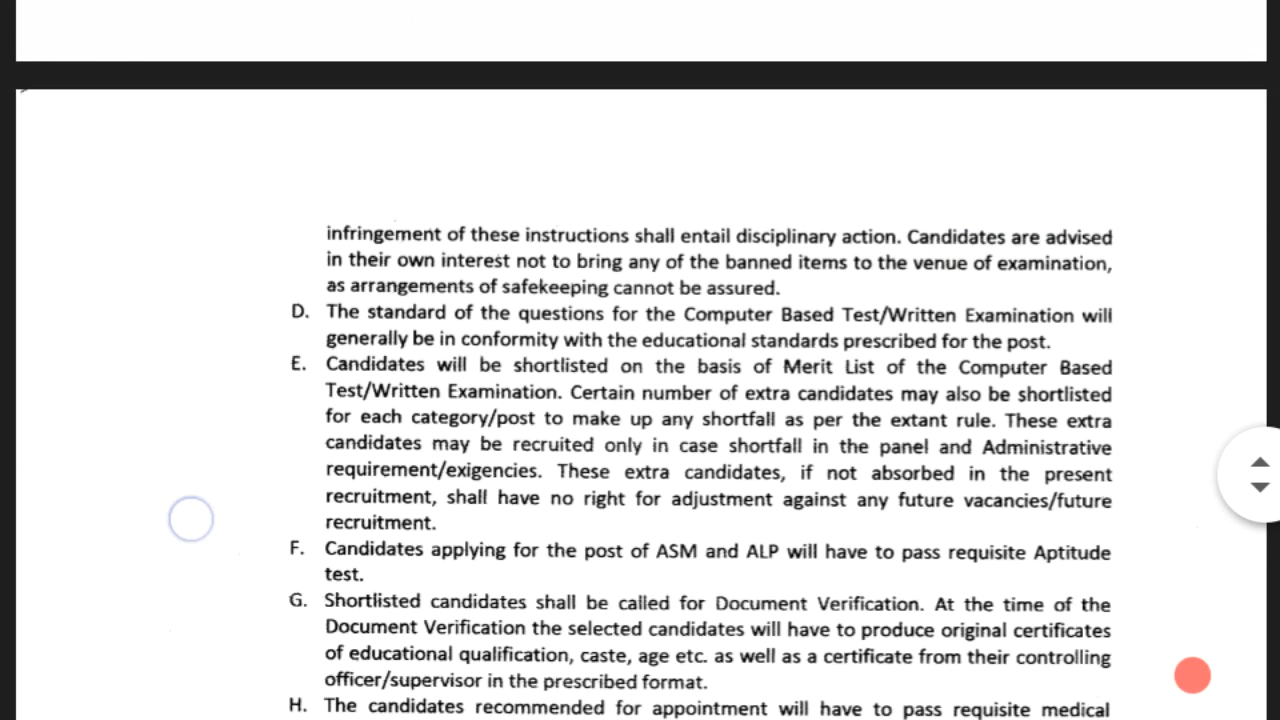 infringement of these instructions shall entail disciplinary action. Candidates are advised
in their own interest not to bring any of the banned items to the venue of examination,
as arrangements of safekeeping cannot be assured.
D. The standard of the questions for the Computer Based Test/Written Examination will
generally be in conformity with the educational standards prescribed for the post.
E. Candidates will be shortlisted on the basis of Merit List of the Computer Based
Test/Written Examination. Certain number of extra candidates may also be shortlisted
for each category/post to make up any shortfall as per the extant rule. These extra
candidates may be recruited only in case shortfall in the panel and Administrative
requirement/exigencies. These extra candidates, if not absorbed in the present
recruitment, shall have no right for adjustment against any future vacancies/future
recruitment.
F. Candidates applying for the post of ASM and ALP will have to pass requisite Aptitude
test.
G. Shortlisted candidates shall be called for Document Verification. At the time of the
Document Verification the selected candidates will have to produce original certificates
of educational qualification, caste, age etc. as well as a certificate from their controlling
officer/supervisor in the prescribed format.
H. The candidates recommended for appointment will have to pass requisite medical